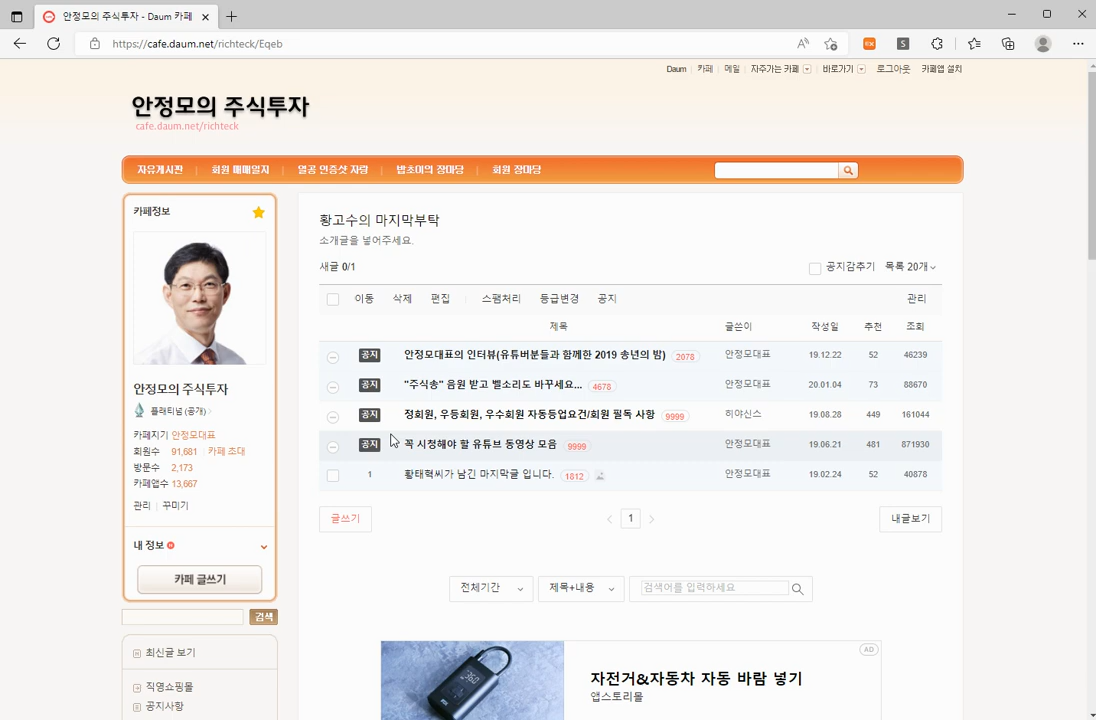 안정모의 주식투자 - Daum 카페
https://cafe.daum.net/richteck/Eqeb
Daum 카페 메일 자주가는 카페 바로가기 로그아웃 카페앱 설치
안정모의 주식투자
cafe.daum.net/richteck
자유게시판 회원 매매일지 열공 인증샷 자랑 밥초이의 장마당 회원 장마당
카페정보
안정모의 주식투자
플래티넘 (공개)
카페지기 안정모대표
회원수 91,681 카페 초대
방문수 2,173
카페앱수 13,667
관리 꾸미기
내 정보
카페 글쓰기
검색
최신글 보기
직영쇼핑몰
공지사항
황고수의 마지막부탁
소개글을 넣어주세요.
새글 0/1
공지감추기 목록 20개
이동 삭제 편집 스팸처리 등급변경 공지 관리
제목 글쓴이 작성일 추천 조회
공지 안정모대표의 인터뷰(유튜버분들과 함께한 2019 송년의 밤) 2078 안정모대표 19.12.22 52 46239
공지 "주식송" 음원 받고 벨소리도 바꾸세요... 4678 안정모대표 20.01.04 73 88670
공지 정회원, 우등회원, 우수회원 자동등업요건/회원 필독 사항 9999 히야신스 19.08.28 449 161044
공지 꼭 시청해야 할 유튜브 동영상 모음 9999 안정모대표 19.06.21 481 871930
1 황태혁씨가 남긴 마지막글 입니다. 1812 안정모대표 19.02.24 52 40878
글쓰기 1 내글보기
전체기간 제목+내용 검색어를 입력하세요
AD
자전거&자동차 자동 바람 넣기
앱스토리몰